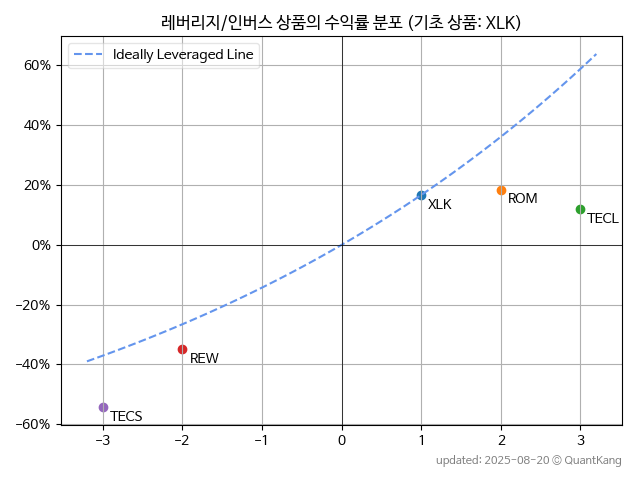 레버리지/인버스 상품의 수익률 분포 (기초 상품: XLK)
Ideally Leveraged Line
60%
40%
20%
0%
-20%
-40%
-60%
XLK
ROM
TECL
REW
TECS
-3 -2 -1 0 1 2 3
updated: 2025-08-20 © QuantKang